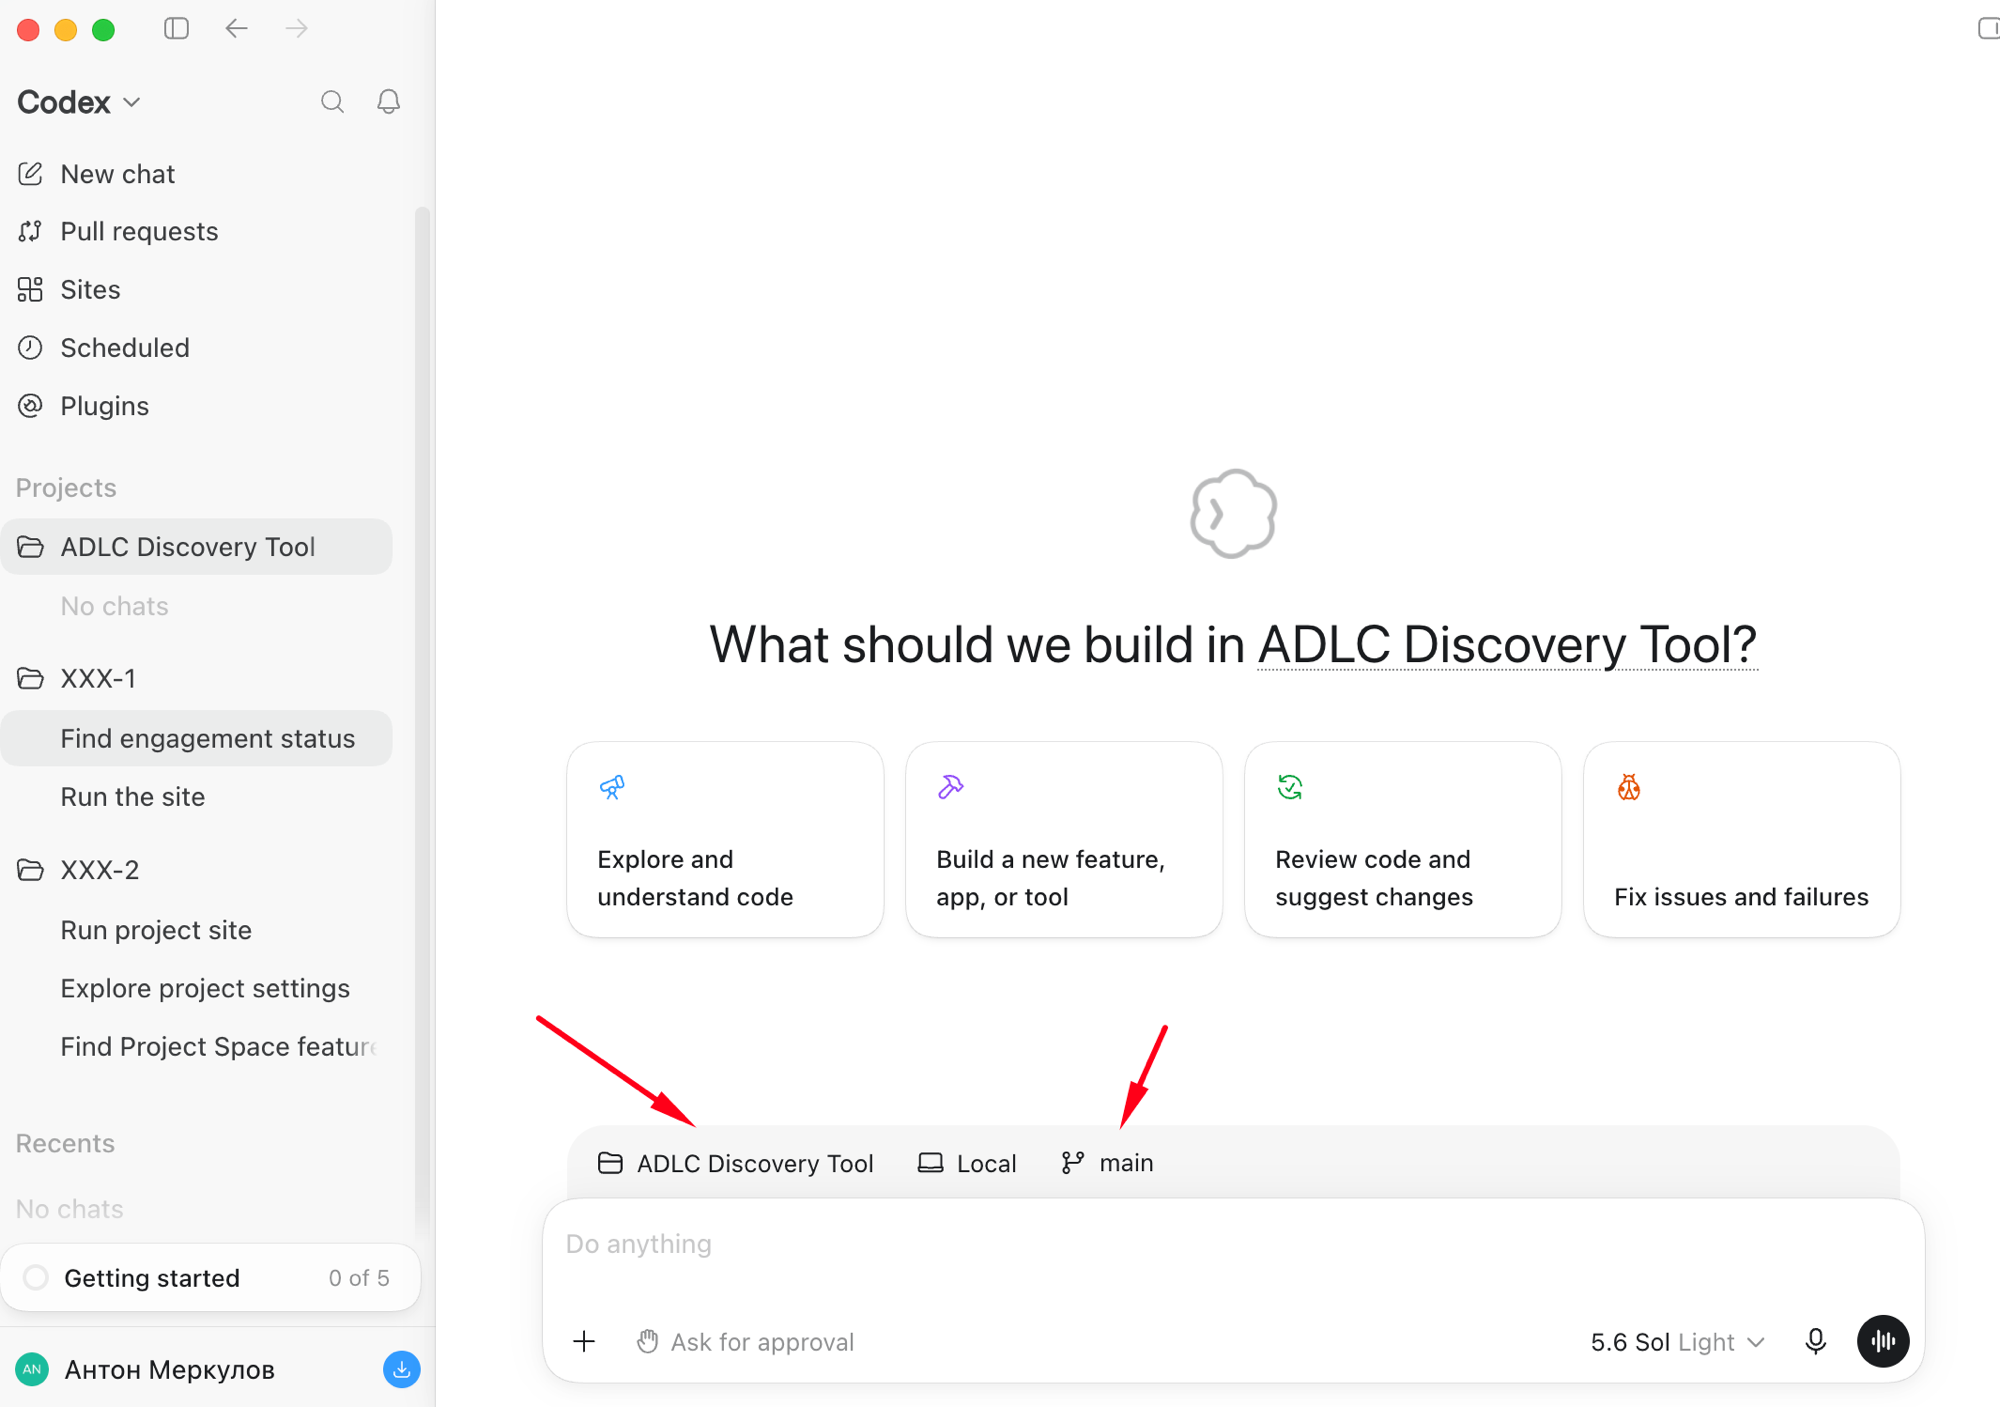 Codex
New chat
Pull requests
Sites
Scheduled
Plugins
Projects
ADLC Discovery Tool
No chats
XXX-1
Find engagement status
Run the site
XXX-2
Run project site
Explore project settings
Find Project Space feature
Recents
No chats
Getting started 0 of 5
AN Антон Меркулов
What should we build in ADLC Discovery Tool?
Explore and
understand code
Build a new feature,
app, or tool
Review code and
suggest changes
Fix issues and failures
ADLC Discovery Tool Local main
Do anything
Ask for approval 5.6 Sol Light